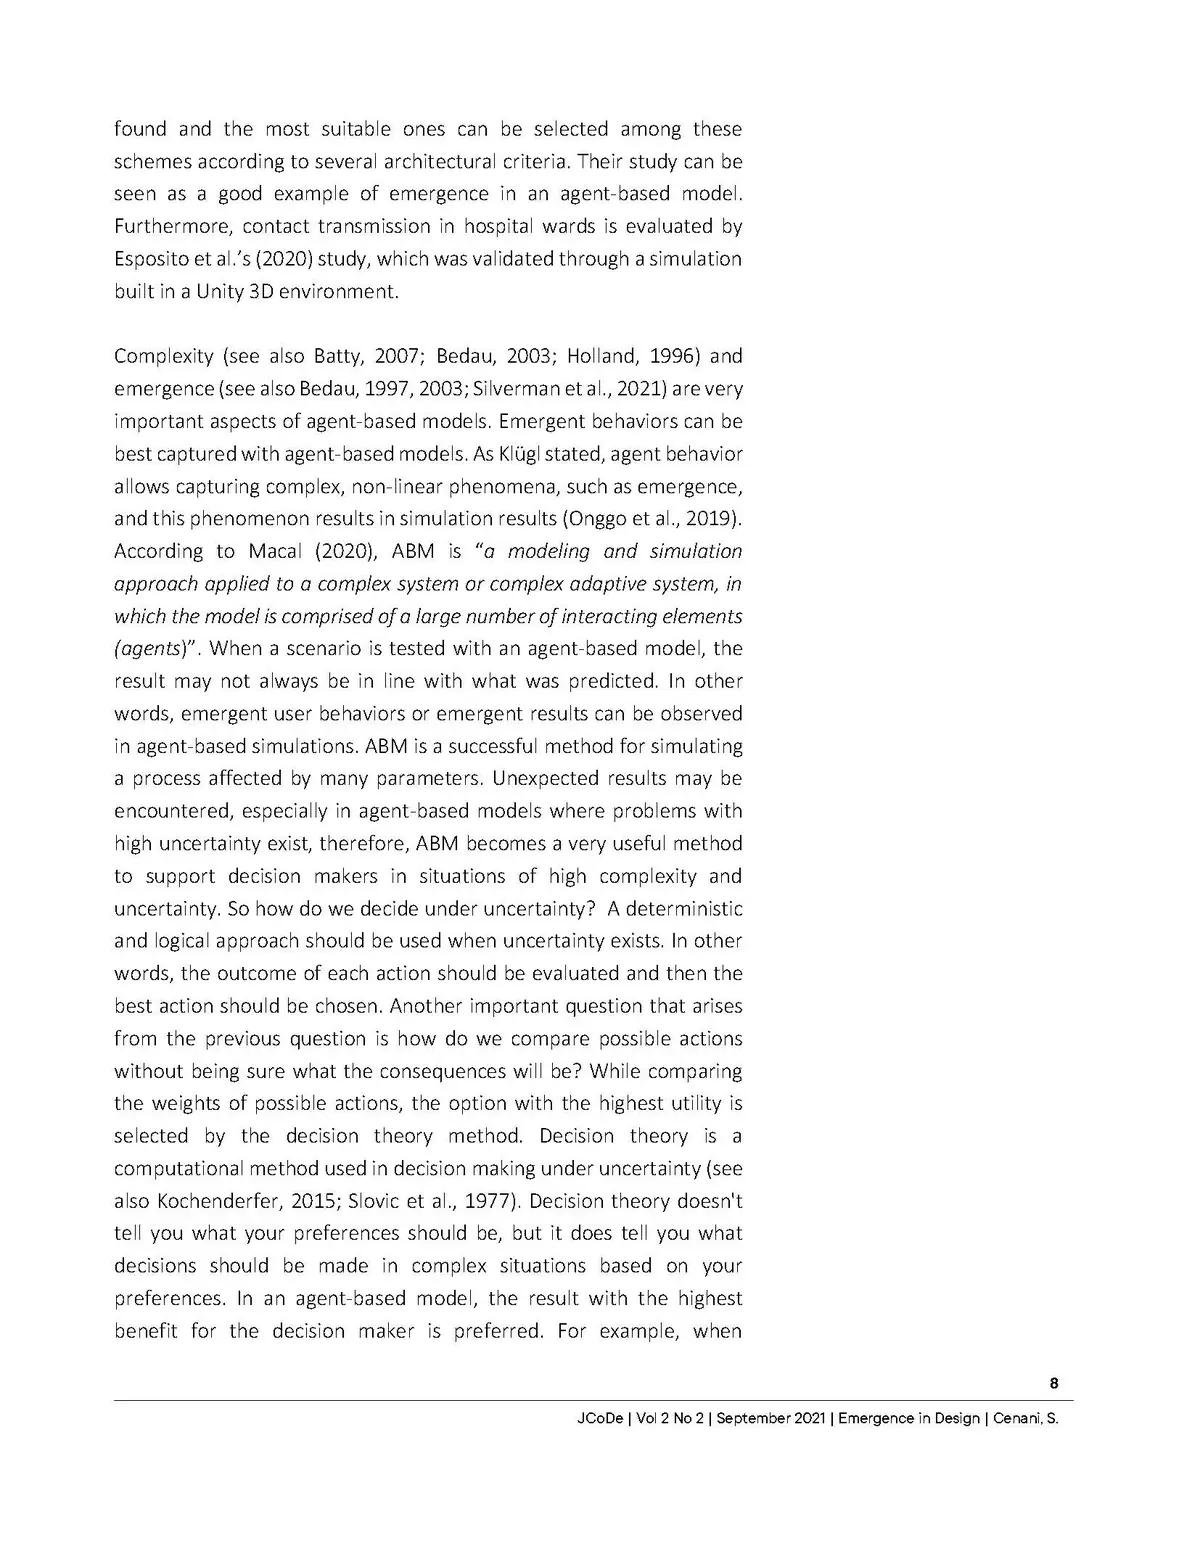 found and the most suitable ones can be selected among these
schemes according to several architectural criteria. Their study can be
seen as a good example of emergence in an agent-based model.
Furthermore, contact transmission in hospital wards is evaluated by
Esposito et al.’s (2020) study, which was validated through a simulation
built in a Unity 3D environment.
Complexity (see also Batty, 2007; Bedau, 2003; Holland, 1996) and
emergence (see also Bedau, 1997, 2003; Silverman et al., 2021) are very
important aspects of agent-based models. Emergent behaviors can be
best captured with agent-based models. As Klügl stated, agent behavior
allows capturing complex, non-linear phenomena, such as emergence,
and this phenomenon results in simulation results (Onggo et al., 2019).
According to Macal (2020), ABM is “a modeling and simulation
approach applied to a complex system or complex adaptive system, in
which the model is comprised of a large number of interacting elements
(agents)”. When a scenario is tested with an agent-based model, the
result may not always be in line with what was predicted. In other
words, emergent user behaviors or emergent results can be observed
in agent-based simulations. ABM is a successful method for simulating
a process affected by many parameters. Unexpected results may be
encountered, especially in agent-based models where problems with
high uncertainty exist, therefore, ABM becomes a very useful method
to support decision makers in situations of high complexity and
uncertainty. So how do we decide under uncertainty?  A deterministic
and logical approach should be used when uncertainty exists. In other
words, the outcome of each action should be evaluated and then the
best action should be chosen. Another important question that arises
from the previous question is how do we compare possible actions
without being sure what the consequences will be? While comparing
the weights of possible actions, the option with the highest utility is
selected by the decision theory method. Decision theory is a
computational method used in decision making under uncertainty (see
also Kochenderfer, 2015; Slovic et al., 1977). Decision theory doesn't
tell you what your preferences should be, but it does tell you what
decisions should be made in complex situations based on your
preferences. In an agent-based model, the result with the highest
benefit for the decision maker is preferred. For example, when
8
JCoDe | Vol 2 No 2 | September 2021 | Emergence in Design | Cenani, S.